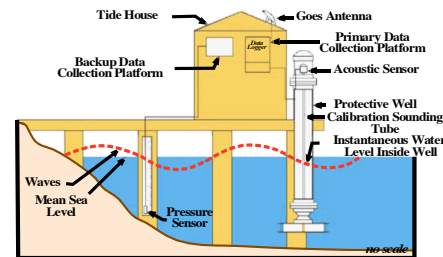 Tide House
Goes Antenna
Data
Logger
Primary Data
Collection Platform
Backup Data
Collection Platform
Acoustic Sensor
Protective Well
Calibration Sounding
Tube
Instantaneous Water
Level Inside Well
Waves
Mean Sea
Level
Pressure
Sensor
no scale